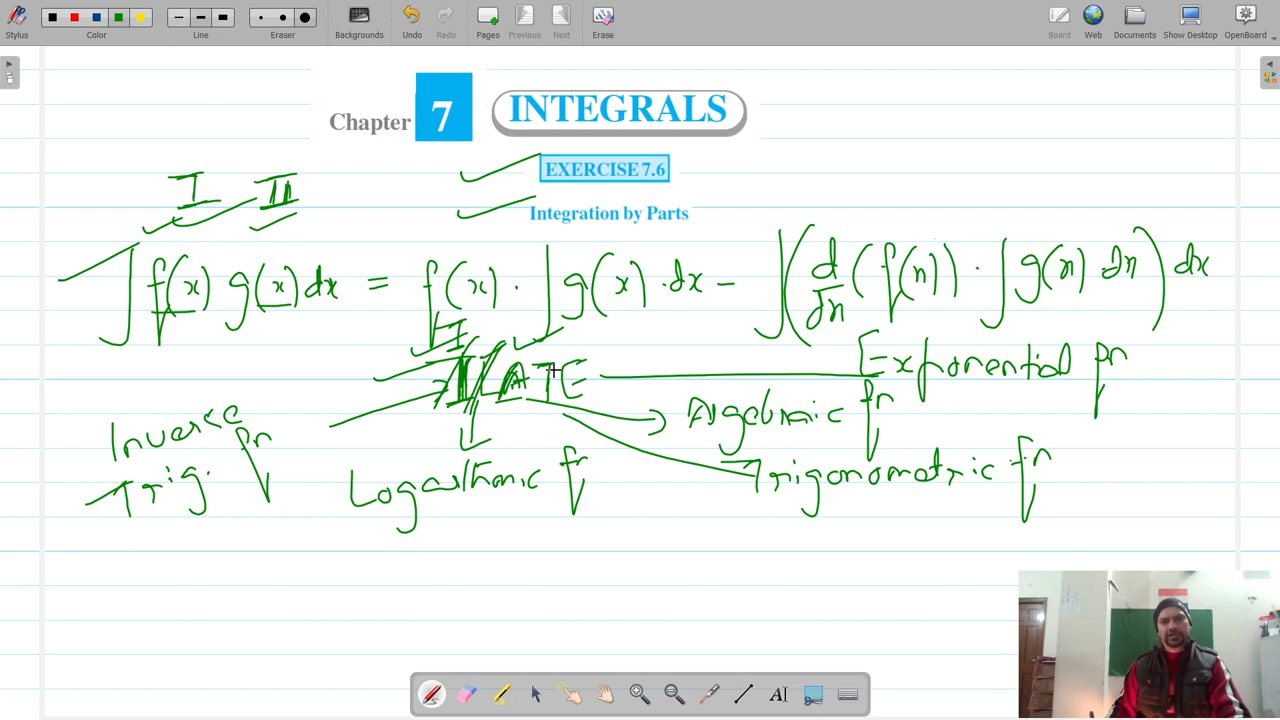 Stylus Color Line Eraser Backgrounds Undo Redo Pages Previous Next Erase Board Web Documents Show Desktop OpenBoard
Chapter 7 INTEGRALS
EXERCISE 7.6
Integration by Parts
I II
∫ f(x) g(x) dx = f(x) · ∫ g(x) · dx - ∫ ( d/dn ( f(n) · ∫ g(n) dn ) dx
I
ILATE
Exponential fn
Inverse Trig. fn
Algebraic fn
Logarithmic fn
Trigonometric fn